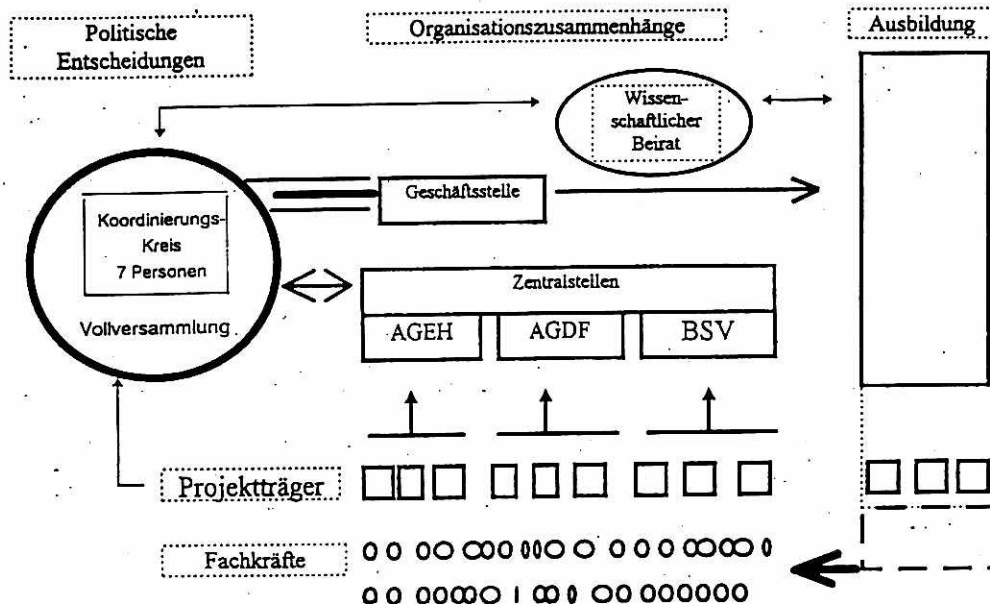 Politische
Entscheidungen
Organisationszusammenhänge
Ausbildung
Wissen-
schaftlicher
Beirat
Geschäftsstelle
Koordinierungs-
Kreis
7 Personen
Vollversammlung
Zentralstellen
AGEH
AGDF
BSV
Projektträger
Fachkräfte